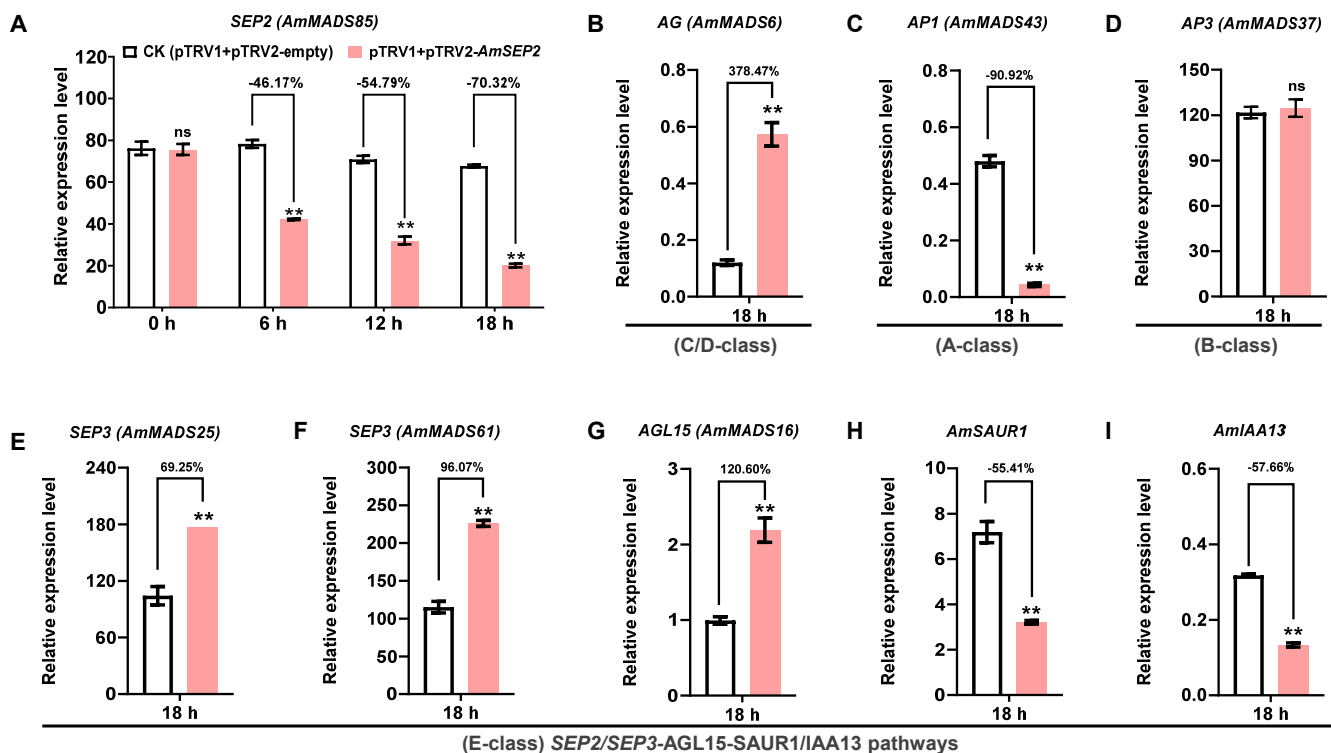 A
SEP2 (AmMADS85)
CK (pTRV1+pTRV2-empty)
pTRV1+pTRV2-AmSEP2
Relative expression level
120
100
80
60
40
20
0
ns
-46.17%
**
-54.79%
**
-70.32%
**
0 h
6 h
12 h
18 h
B
AG (AmMADS6)
Relative expression level
0.8
0.6
0.4
0.2
0.0
378.47%
**
18 h
(C/D-class)
C
AP1 (AmMADS43)
Relative expression level
0.8
0.6
0.4
0.2
0.0
-90.92%
**
18 h
(A-class)
D
AP3 (AmMADS37)
Relative expression level
150
120
90
60
30
0
ns
18 h
(B-class)
E
SEP3 (AmMADS25)
Relative expression level
240
180
120
60
0
69.25%
**
18 h
F
SEP3 (AmMADS61)
Relative expression level
300
250
200
150
100
50
0
96.07%
**
18 h
G
AGL15 (AmMADS16)
Relative expression level
3
2
1
0
120.60%
**
18 h
H
AmSAUR1
Relative expression level
8
6
4
2
0
-55.41%
**
18 h
I
AmIAA13
Relative expression level
0.6
0.4
0.2
0.0
-57.66%
**
18 h
(E-class) SEP2/SEP3-AGL15-SAUR1/IAA13 pathways